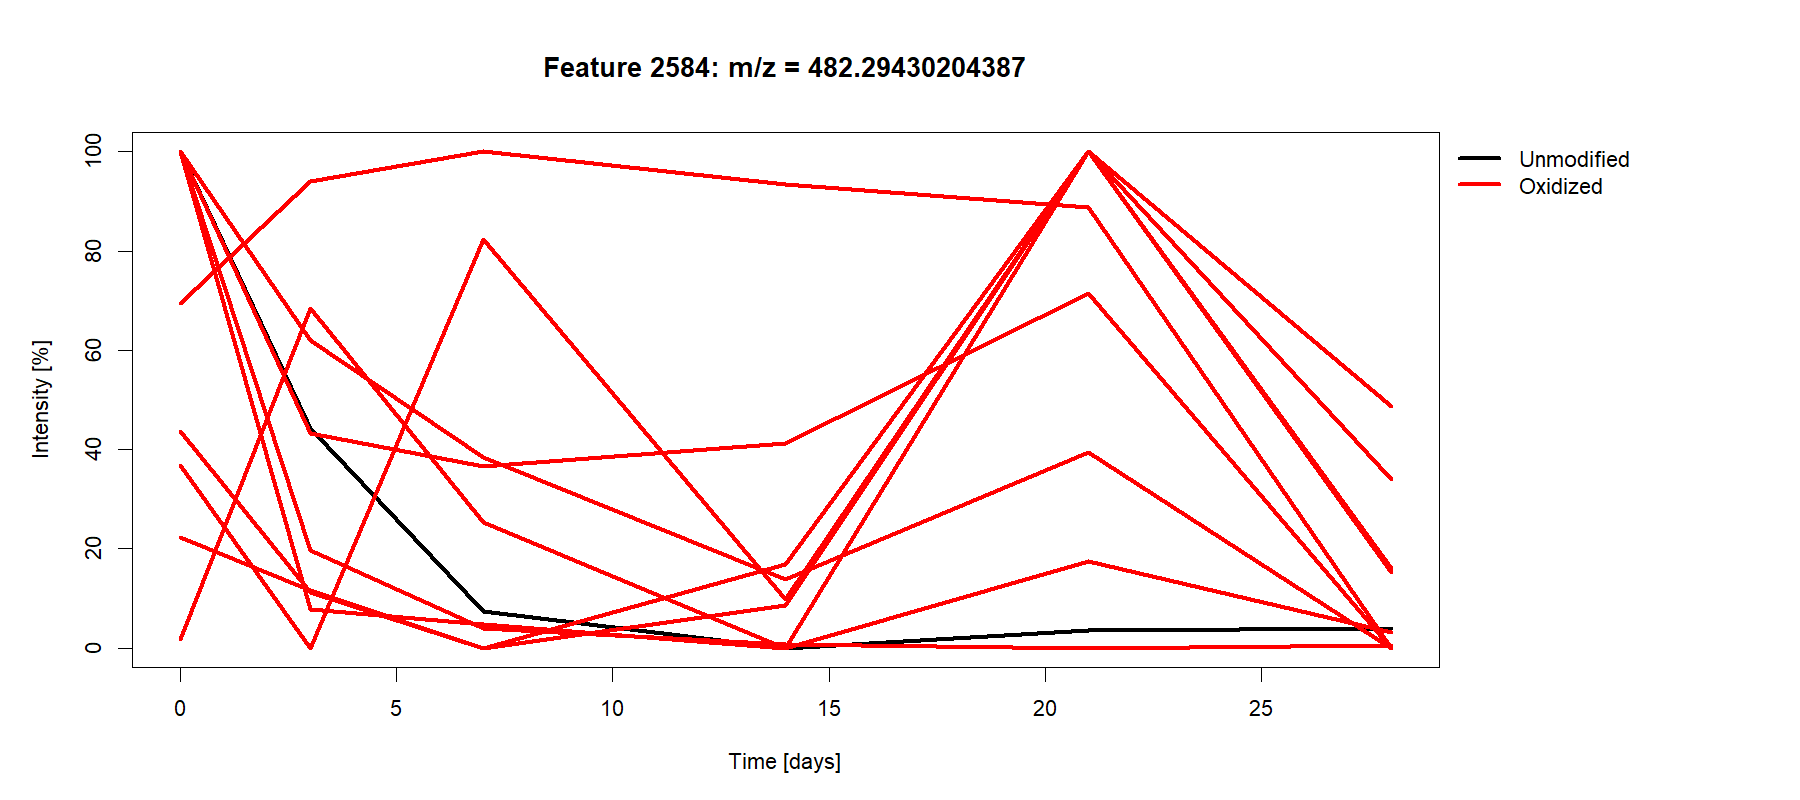 Feature 2584: m/z = 482.29430204387
Unmodified
Oxidized
Intensity [%]
100
80
60
40
20
0
0 5 10 15 20 25
Time [days]